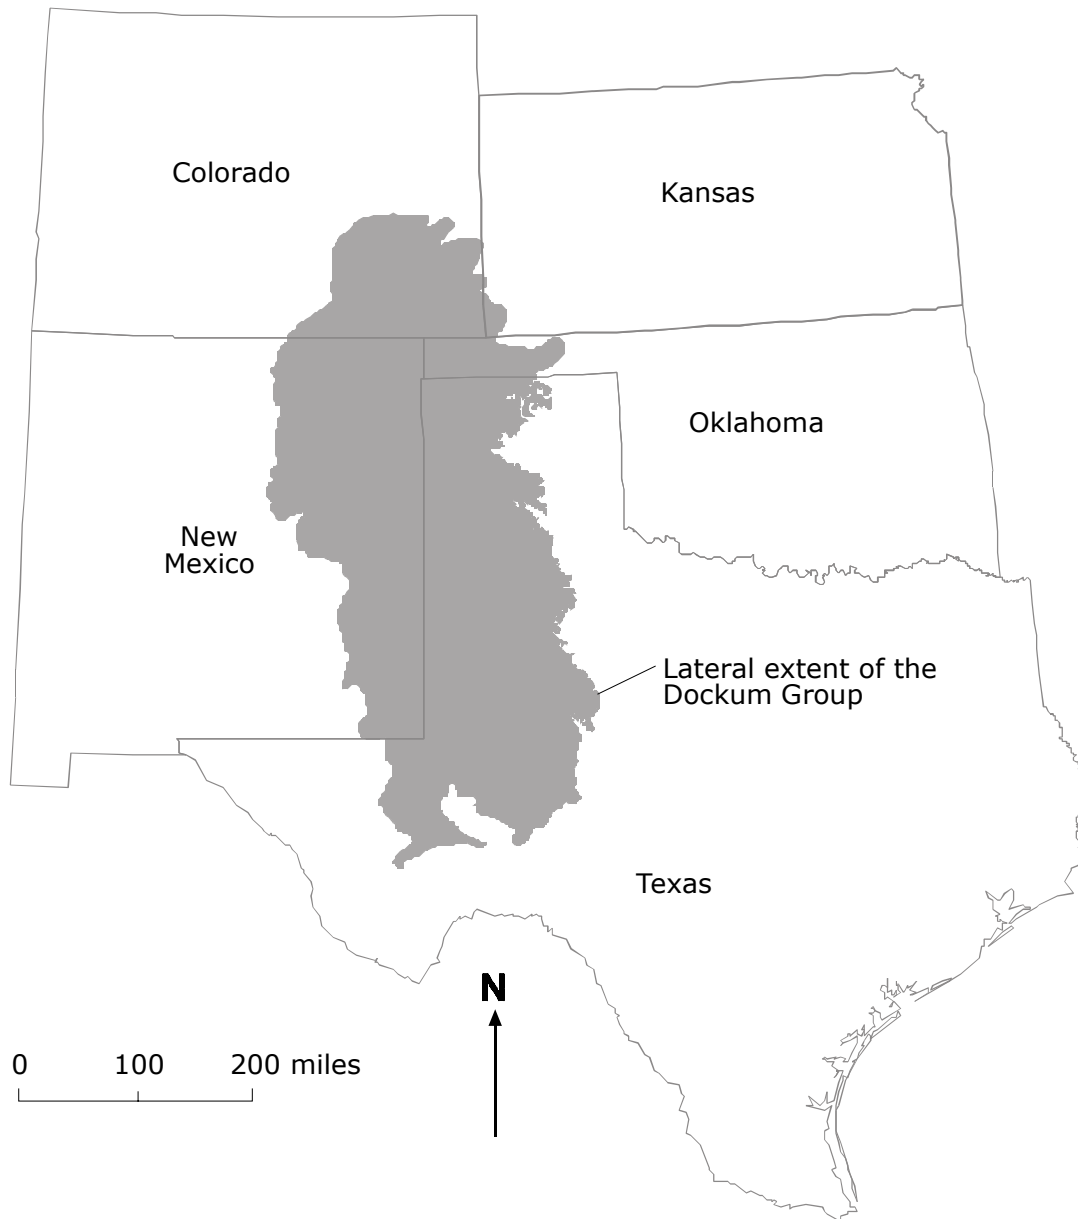 Colorado
Kansas
Oklahoma
New
Mexico
Lateral extent of the
Dockum Group
Texas
N
0 100 200 miles